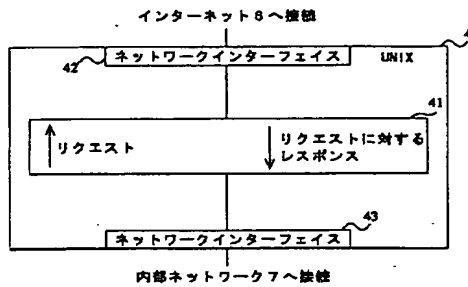 インターネット8へ接続
4
42
ネットワークインターフェイス
UNIX
41
リクエスト
リクエストに対する
レスポンス
43
ネットワークインターフェイス
内部ネットワーク7へ接続